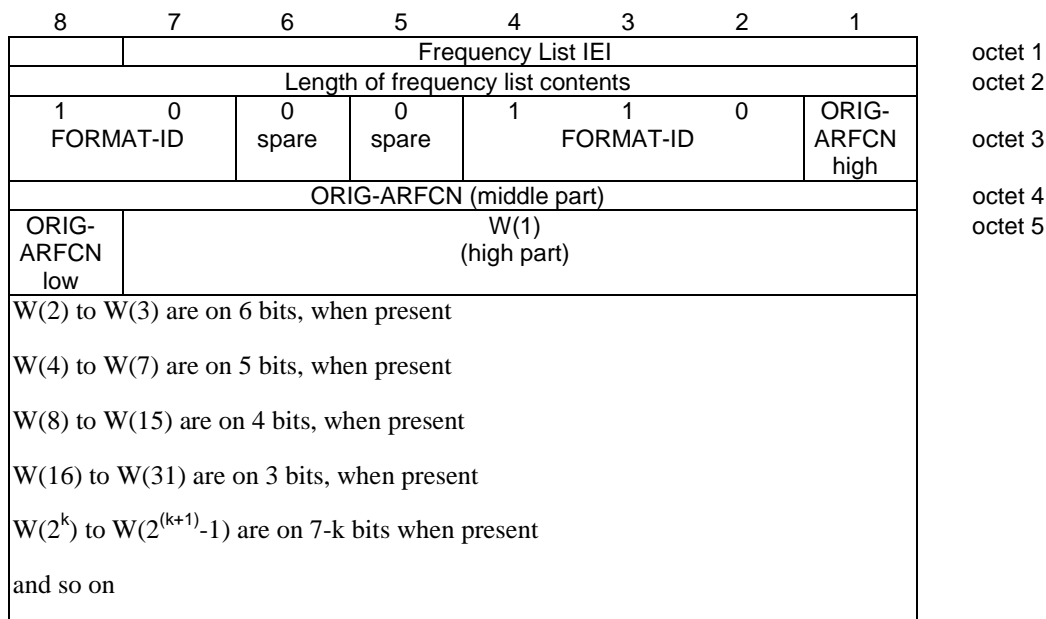 8 7 6 5 4 3 2 1
Frequency List IEI octet 1
Length of frequency list contents octet 2
1 0 0 0 1 1 0 ORIG-
FORMAT-ID spare spare FORMAT-ID ARFCN octet 3
high
ORIG-ARFCN (middle part) octet 4
ORIG- W(1) octet 5
ARFCN (high part)
low
W(2) to W(3) are on 6 bits, when present
W(4) to W(7) are on 5 bits, when present
W(8) to W(15) are on 4 bits, when present
W(16) to W(31) are on 3 bits, when present
W(2^k) to W(2^(k+1)-1) are on 7-k bits when present
and so on